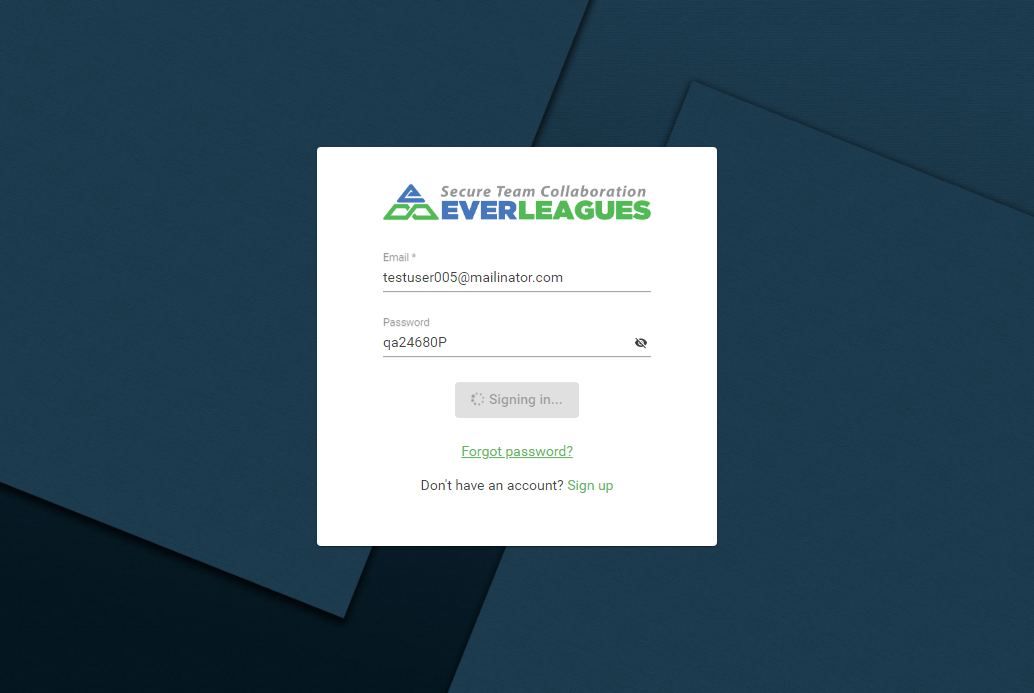 Secure Team Collaboration
EVERLEAGUES
Email *
testuser005@mailinator.com
Password
qa24680P
Signing in...
Forgot password?
Don't have an account? Sign up